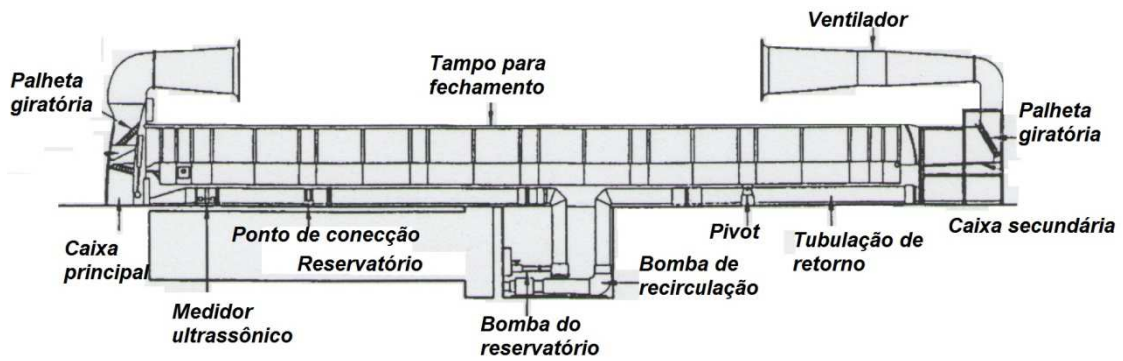 Ventilador
Palheta
giratória
Tampo para
fechamento
Palheta
giratória
Caixa
principal
Ponto de conecção
Reservatório
Pivot
Tubulação de
retorno
Caixa secundária
Medidor
ultrassônico
Bomba do
reservatório
Bomba de
recirculação